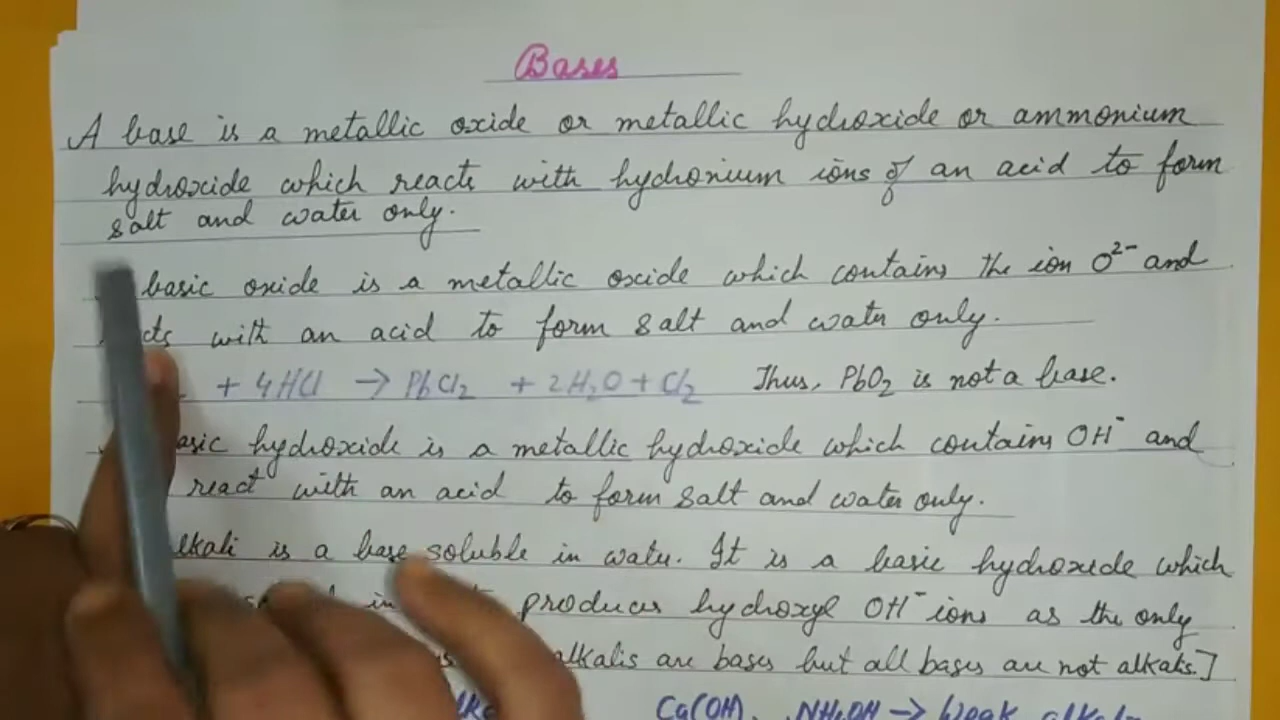 Bases
A base is a metallic oxide or metallic hydroxide or ammonium
hydroxide which reacts with hydronium ions of an acid to form
salt and water only.
basic oxide is a metallic oxide which contains the ion O²⁻ and
cts with an acid to form salt and water only.
+ 4HCl → PbCl₂ + 2H₂O + Cl₂ Thus, PbO₂ is not a base.
asic hydroxide is a metallic hydroxide which contains OH⁻ and
react with an acid to form salt and water only.
lkali is a base soluble in water. It is a basic hydroxide which
in produces hydroxyl OH⁻ ions as the only
alkalis are bases but all bases are not alkalis.]
Ca(OH)₂ NH₄OH → Weak alkalis